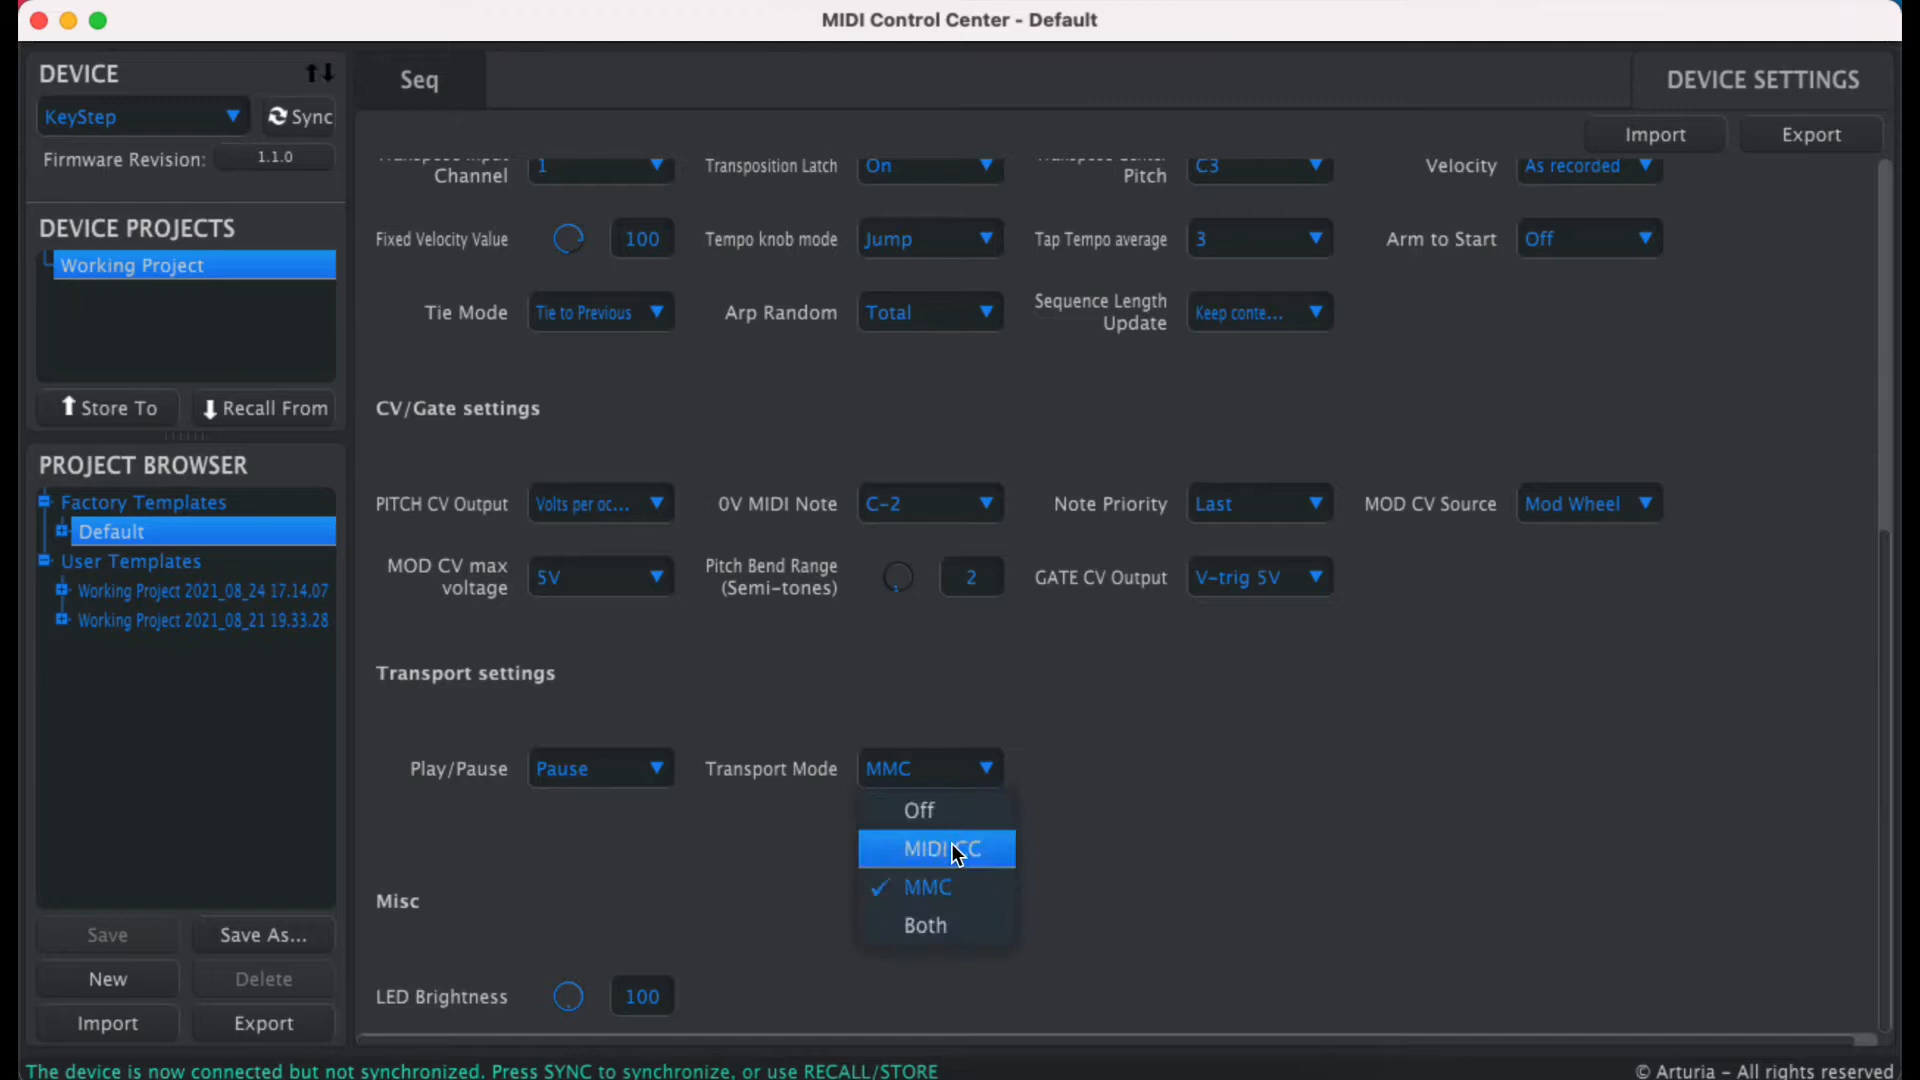 MIDI Control Center - Default
DEVICE
KeyStep
Sync
Firmware Revision:
1.1.0
DEVICE PROJECTS
Working Project
Store To
Recall From
PROJECT BROWSER
Factory Templates
Default
User Templates
Working Project 2021_08_24 17.14.07
Working Project 2021_08_21 19.33.28
Save
Save As...
New
Delete
Import
Export
Seq
DEVICE SETTINGS
Import
Export
Channel
1
Transposition Latch
On
Pitch
C3
Velocity
As recorded
Fixed Velocity Value
100
Tempo knob mode
Jump
Tap Tempo average
3
Arm to Start
Off
Tie Mode
Tie to Previous
Arp Random
Total
Sequence Length
Update
Keep conte...
CV/Gate settings
PITCH CV Output
Volts per oc...
0V MIDI Note
C-2
Note Priority
Last
MOD CV Source
Mod Wheel
MOD CV max
voltage
5V
Pitch Bend Range
(Semi-tones)
2
GATE CV Output
V-trig 5V
Transport settings
Play/Pause
Pause
Transport Mode
MMC
Off
MIDI CC
MMC
Both
Misc
LED Brightness
100
The device is now connected but not synchronized. Press SYNC to synchronize, or use RECALL/STORE
© Arturia - All rights reserved